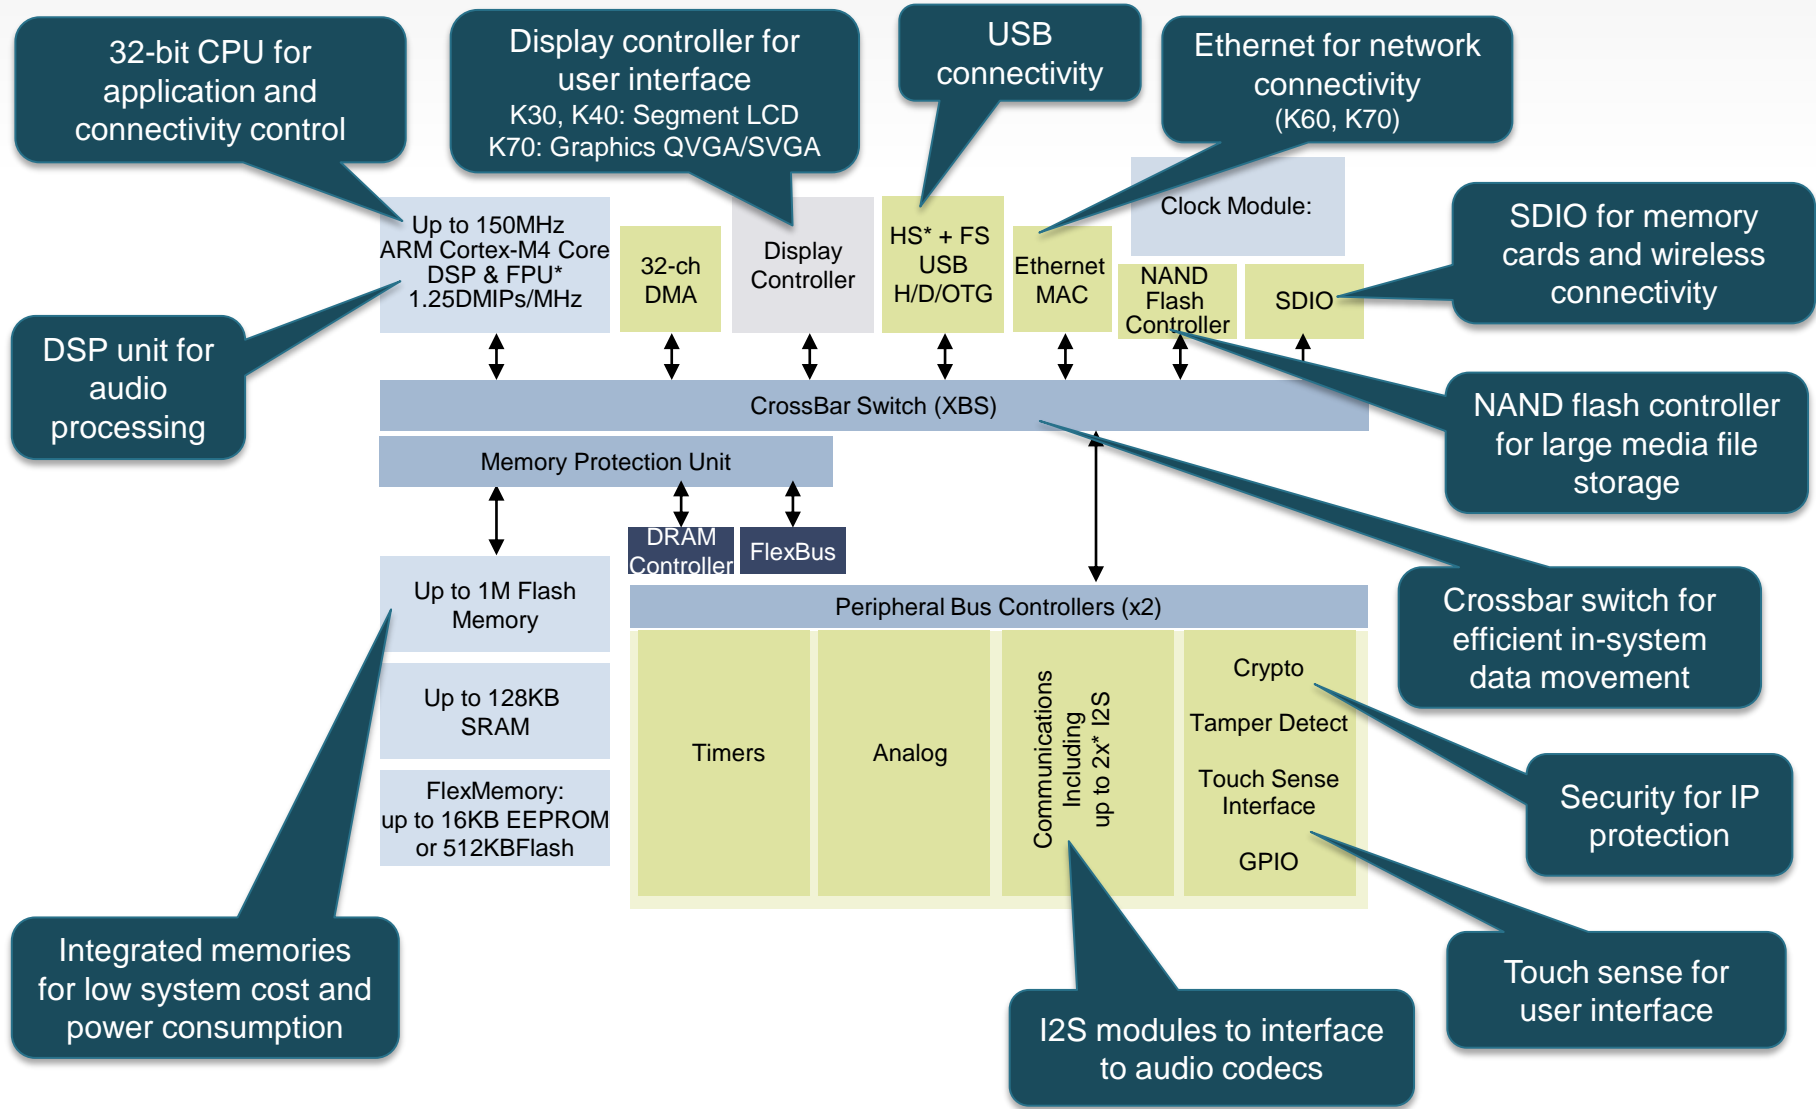 32-bit CPU for
application and
connectivity control
Display controller for
user interface
K30, K40: Segment LCD
K70: Graphics QVGA/SVGA
USB
connectivity
Ethernet for network
connectivity
(K60, K70)
SDIO for memory
cards and wireless
connectivity
DSP unit for
audio
processing
Up to 150MHz
ARM Cortex-M4 Core
DSP & FPU*
1.25DMIPs/MHz
32-ch
DMA
Display
Controller
HS* + FS
USB
H/D/OTG
Ethernet
MAC
Clock Module:
NAND
Flash
Controller
SDIO
CrossBar Switch (XBS)
NAND flash controller
for large media file
storage
Memory Protection Unit
DRAM
Controller
FlexBus
Up to 1M Flash
Memory
Up to 128KB
SRAM
FlexMemory:
up to 16KB EEPROM
or 512KBFlash
Peripheral Bus Controllers (x2)
Timers
Analog
Communications
Including
up to 2x* I2S
Crypto
Tamper Detect
Touch Sense
Interface
GPIO
Crossbar switch for
efficient in-system
data movement
Security for IP
protection
Touch sense for
user interface
Integrated memories
for low system cost and
power consumption
I2S modules to interface
to audio codecs